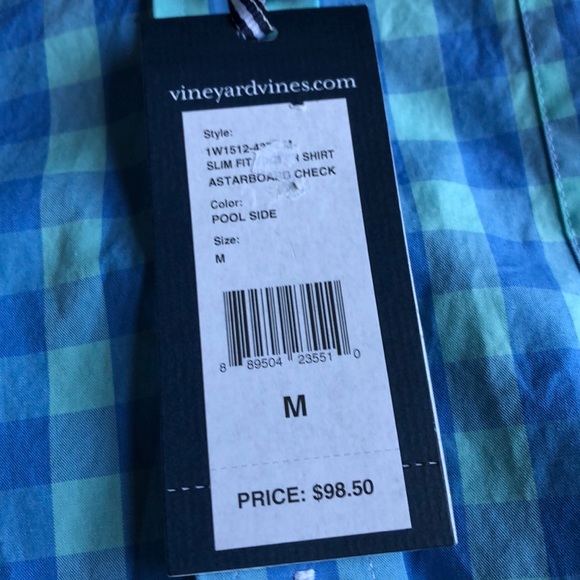 vineyardvines.com
Style:
1W1512-
SLIM FIT SHIRT
ASTARBOARD CHECK
Color:
POOL SIDE
Size:
M
8 89504 23551 0
M
PRICE: $98.50